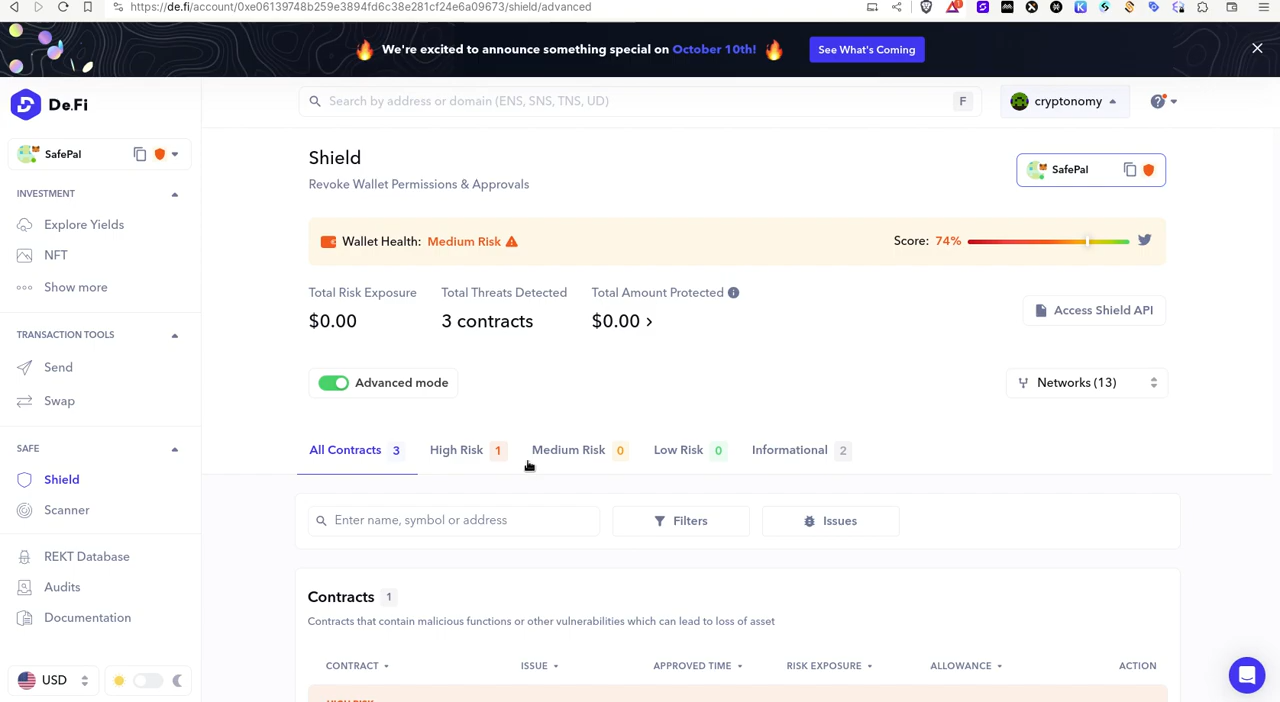 https://de.fi/account/0xe06139748b259e3894fd6c38e281cf24e6a09673/shield/advanced
We're excited to announce something special on October 10th!
See What's Coming
De.Fi
Search by address or domain (ENS, SNS, TNS, UD)
F
cryptonomy
SafePal
INVESTMENT
Explore Yields
NFT
Show more
TRANSACTION TOOLS
Send
Swap
SAFE
Shield
Scanner
REKT Database
Audits
Documentation
USD
Shield
Revoke Wallet Permissions & Approvals
SafePal
Wallet Health: Medium Risk
Score: 74%
Total Risk Exposure
$0.00
Total Threats Detected
3 contracts
Total Amount Protected
$0.00 ›
Access Shield API
Advanced mode
Networks (13)
All Contracts 3
High Risk 1
Medium Risk 0
Low Risk 0
Informational 2
Enter name, symbol or address
Filters
Issues
Contracts 1
Contracts that contain malicious functions or other vulnerabilities which can lead to loss of asset
CONTRACT
ISSUE
APPROVED TIME
RISK EXPOSURE
ALLOWANCE
ACTION